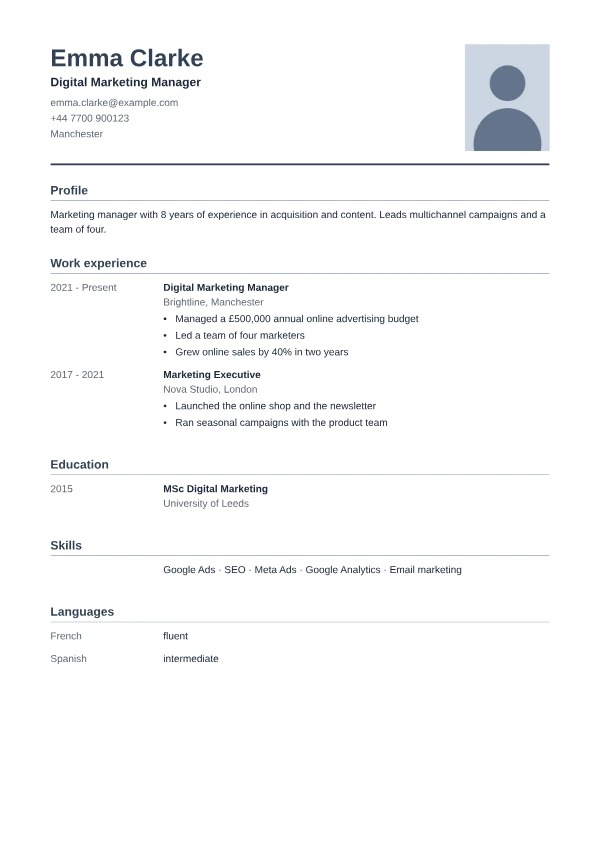 Emma Clarke
Digital Marketing Manager
emma.clarke@example.com
+44 7700 900123
Manchester
Profile
Marketing manager with 8 years of experience in acquisition and content. Leads multichannel campaigns and a
team of four.
Work experience
2021 - Present
Digital Marketing Manager
Brightline, Manchester
• Managed a £500,000 annual online advertising budget
• Led a team of four marketers
• Grew online sales by 40% in two years
2017 - 2021
Marketing Executive
Nova Studio, London
• Launched the online shop and the newsletter
• Ran seasonal campaigns with the product team
Education
2015
MSc Digital Marketing
University of Leeds
Skills
Google Ads · SEO · Meta Ads · Google Analytics · Email marketing
Languages
French
fluent
Spanish
intermediate